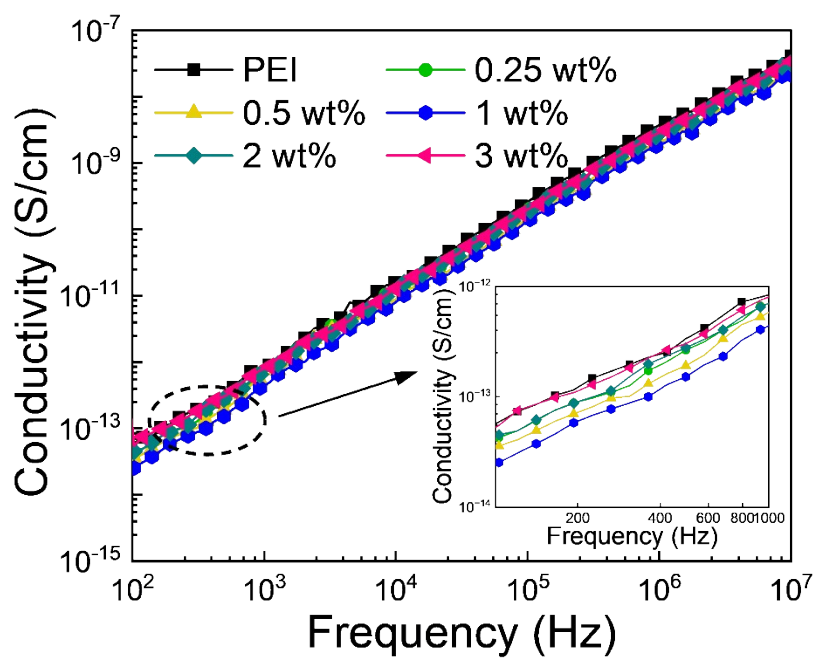 10⁻⁷
10⁻⁹
10⁻¹¹
10⁻¹³
10⁻¹⁵
Conductivity (S/cm)
PEI
0.25 wt%
0.5 wt%
1 wt%
2 wt%
3 wt%
10⁻¹²
10⁻¹³
10⁻¹⁴
Conductivity (S/cm)
200
400
600
800
1000
Frequency (Hz)
10²
10³
10⁴
10⁵
10⁶
10⁷
Frequency (Hz)